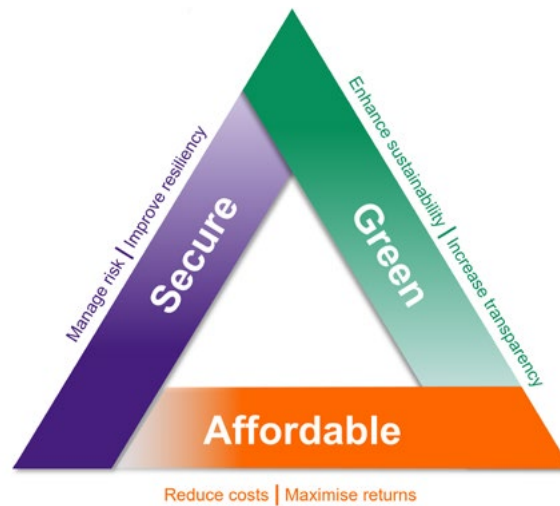 Secure
Manage risk | Improve resiliency
Green
Enhance sustainability | Increase transparency
Affordable
Reduce costs | Maximise returns